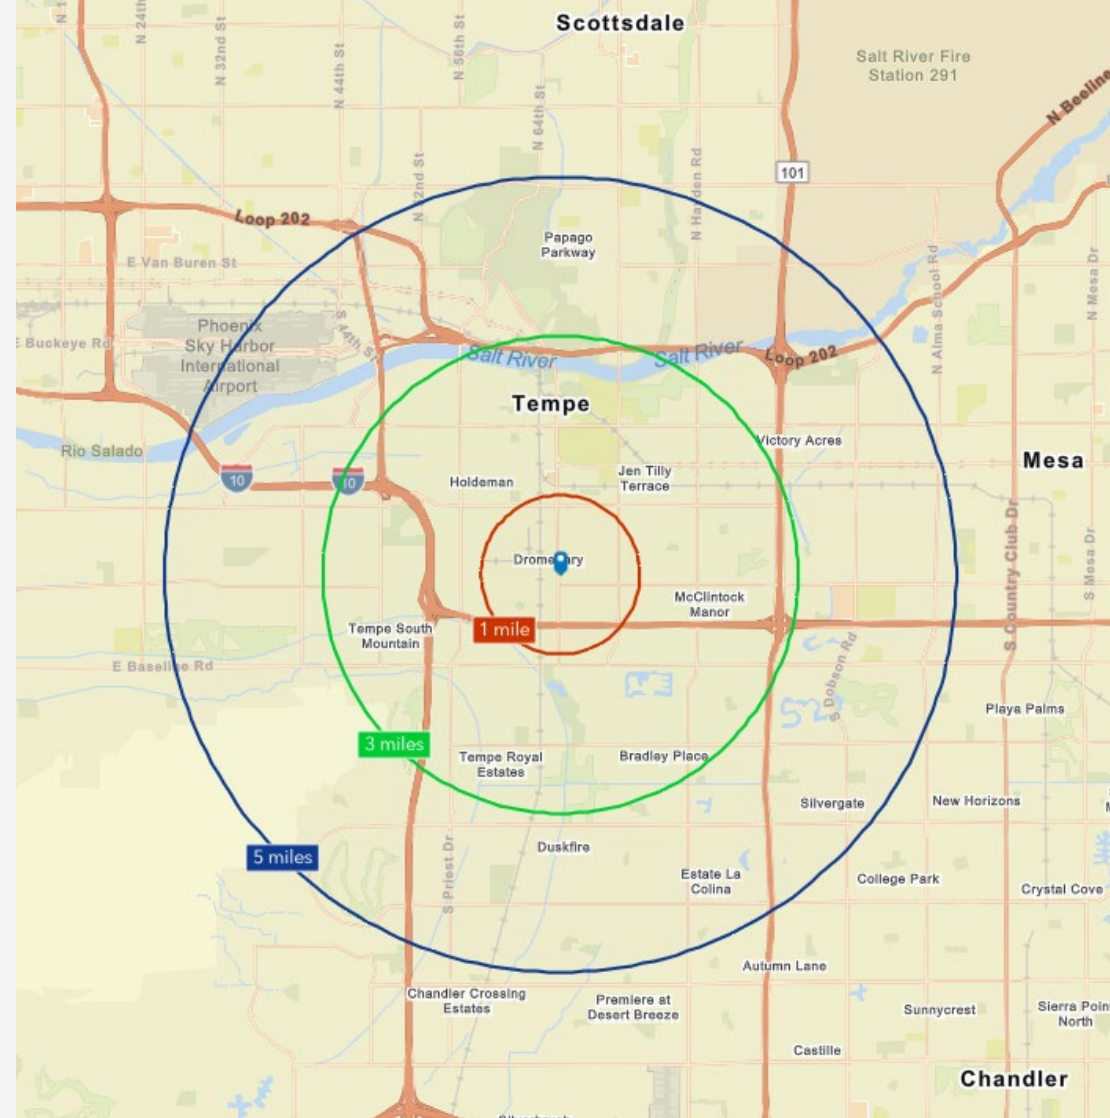 Scottsdale
N 24th St
N 32nd St
N 44th St
N 56th St
N 64th St
Salt River Fire
Station 291
N Beeline
101
N 52nd St
N Hayden Rd
Loop 202
Papago
Parkway
E Van Buren St
N Alma School Rd
N Mesa Dr
Phoenix
Sky Harbor
International
Airport
E Buckeye Rd
S 44th St
Salt River
Salt River
Loop 202
Tempe
Victory Acres
Rio Salado
Mesa
10
10
Holdeman
Jen Tilly
Terrace
S Country Club Dr
S Mesa Dr
Dromedary
McClintock
Manor
1 mile
Tempe South
Mountain
E Baseline Rd
S Dobson Rd
Playa Palms
3 miles
Tempe Royal
Estates
Bradley Place
Silvergate
New Horizons
5 miles
Duskfire
S Priest Dr
Estate La
Colina
College Park
Crystal Cove
Autumn Lane
Chandler Crossing
Estates
Premiere at
Desert Breeze
Sunnycrest
Sierra Poin
North
Castille
Chandler